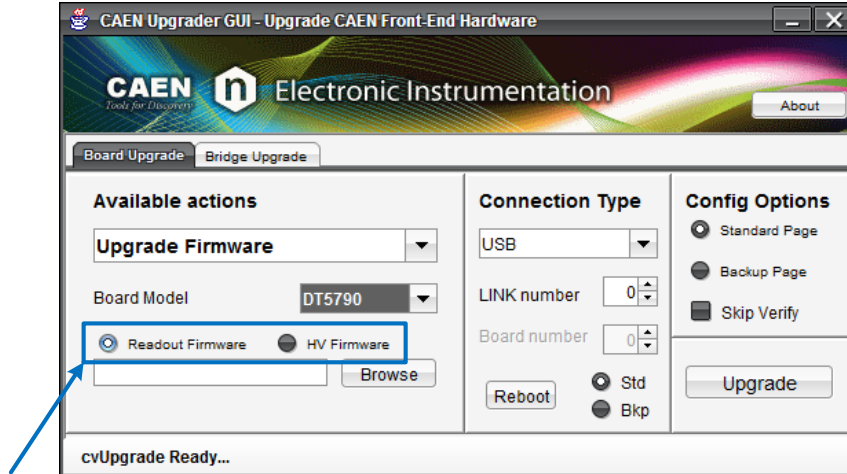 CAEN Upgrader GUI - Upgrade CAEN Front-End Hardware
CAEN n Electronic Instrumentation
Tools for Discovery
About
Board Upgrade Bridge Upgrade
Available actions
Upgrade Firmware
Board Model DT5790
Readout Firmware HV Firmware
Browse
Connection Type
USB
LINK number 0
Board number 0
Reboot Std
Bkp
Config Options
Standard Page
Backup Page
Skip Verify
Upgrade
cvUpgrade Ready...